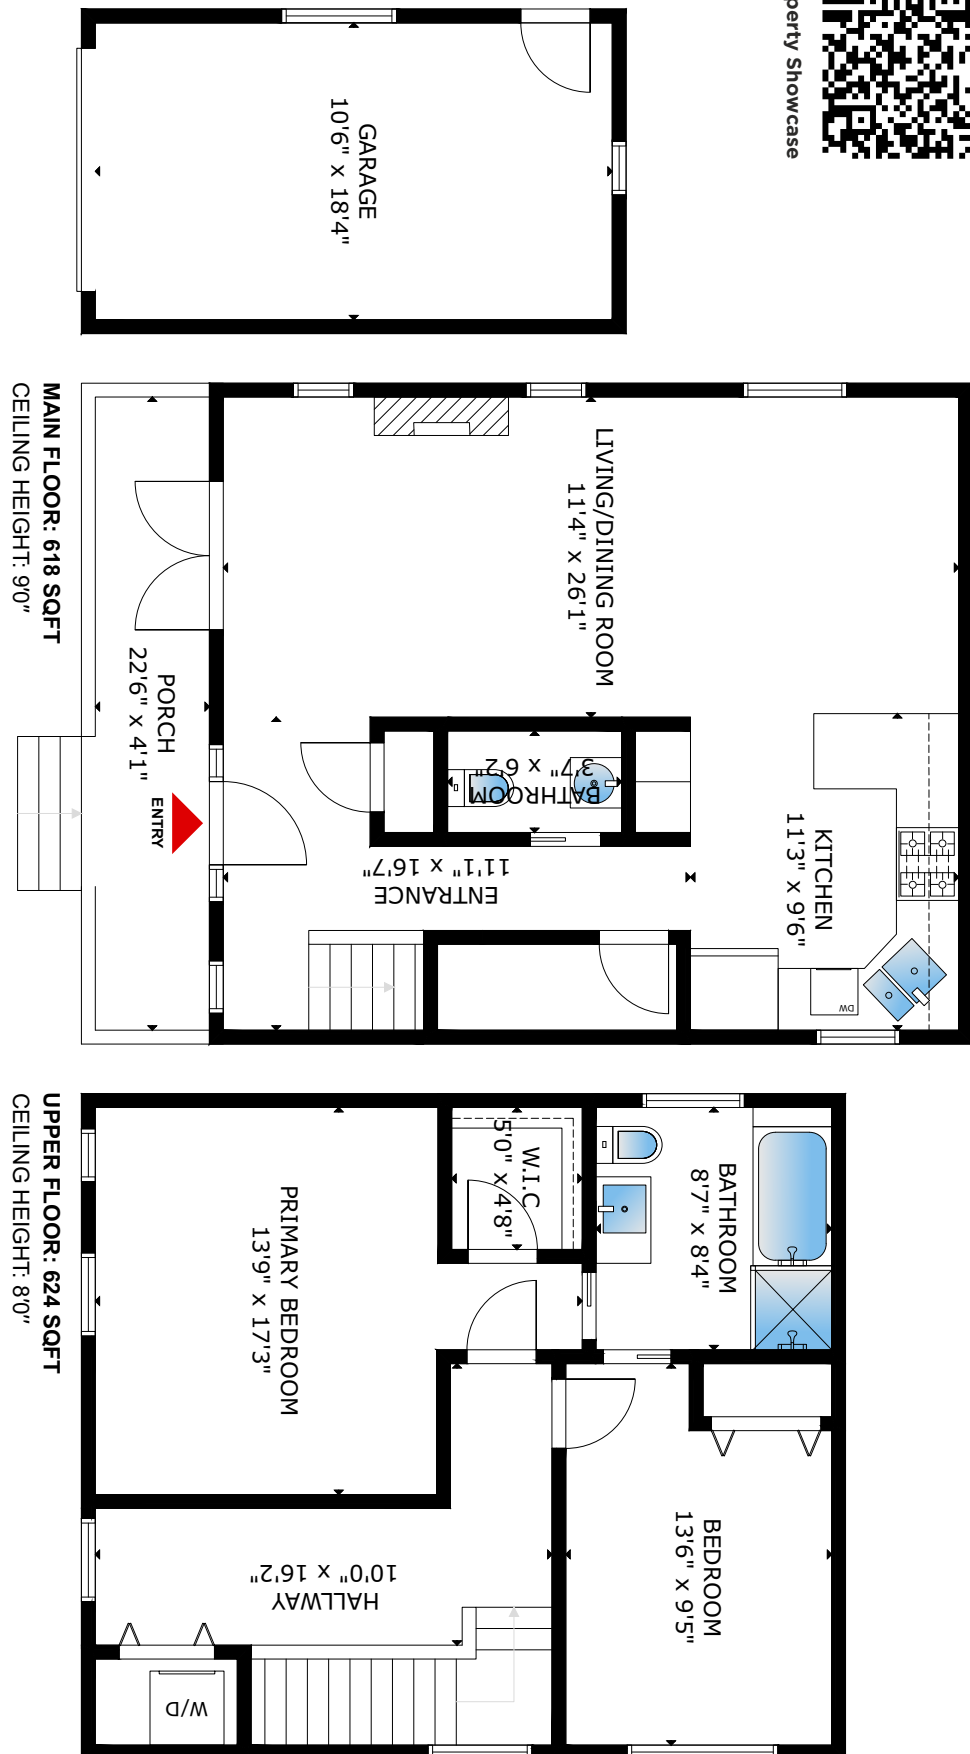 perty Showcase
GARAGE
10'6" x 18'4"
MAIN FLOOR: 618 SQFT
CEILING HEIGHT: 9'0"
LIVING/DINING ROOM
11'4" x 26'1"
PORCH
22'6" x 4'1"
ENTRY
BATHROOM
3'7" x 6'2"
ENTRANCE
11'1" x 16'7"
KITCHEN
11'3" x 9'6"
DW
UPPER FLOOR: 624 SQFT
CEILING HEIGHT: 8'0"
PRIMARY BEDROOM
13'9" x 17'3"
W.I.C
5'0" x 4'8"
BATHROOM
8'7" x 8'4"
BEDROOM
13'6" x 9'5"
HALLWAY
10'0" x 16'2"
W/D